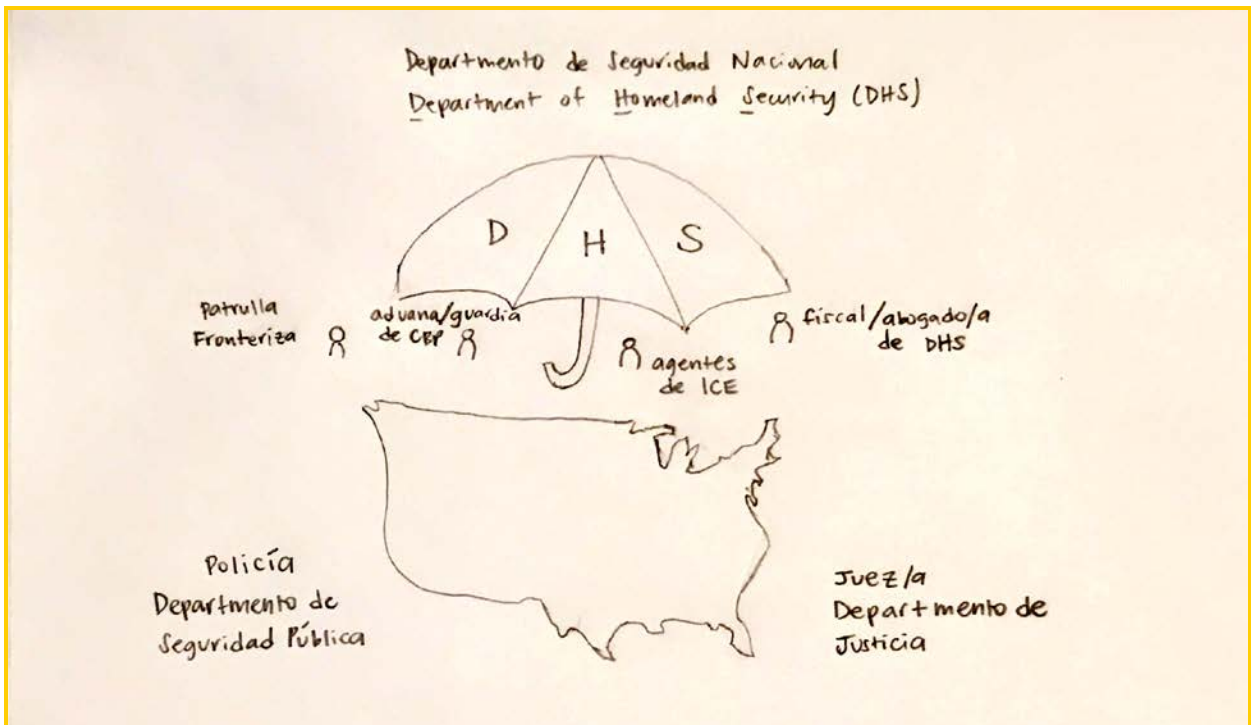 Departmento de Seguridad Nacional
Department of Homeland Security (DHS)
D H S
Patrulla
Fronteriza
aduana/guardia
de CBP
agentes
de ICE
fiscal/abogado/a
de DHS
Policía
Departmento de
Seguridad Pública
Juez/a
Departmento de
Justicia